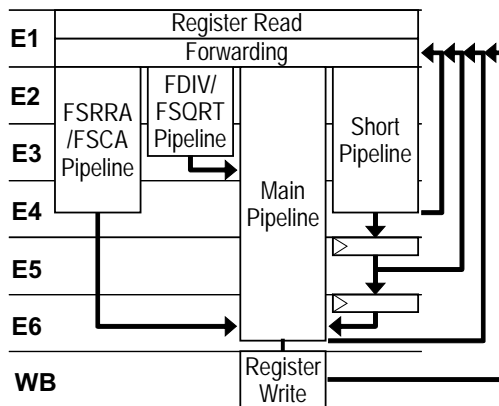 E1
Register Read
Forwarding
E2
FSRRA
/FSCA
Pipeline
FDIV/
FSQRT
Pipeline
Short
Pipeline
E3
Main
Pipeline
E4
E5
E6
WB
Register
Write